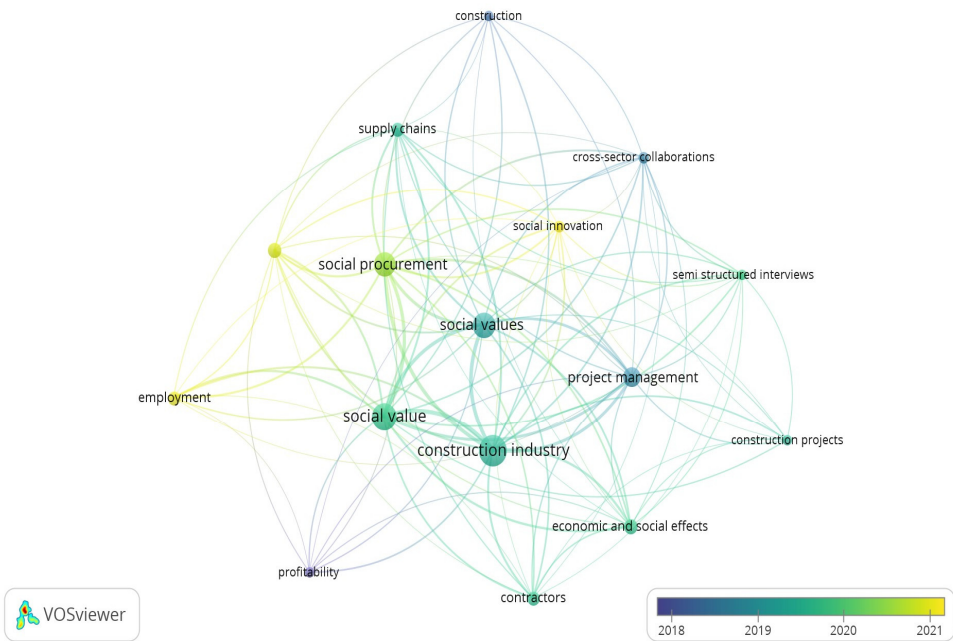 construction
supply chains
cross-sector collaborations
social innovation
social procurement
semi structured interviews
social values
project management
employment
social value
construction industry
construction projects
economic and social effects
profitability
contractors
VOSviewer
2018 2019 2020 2021